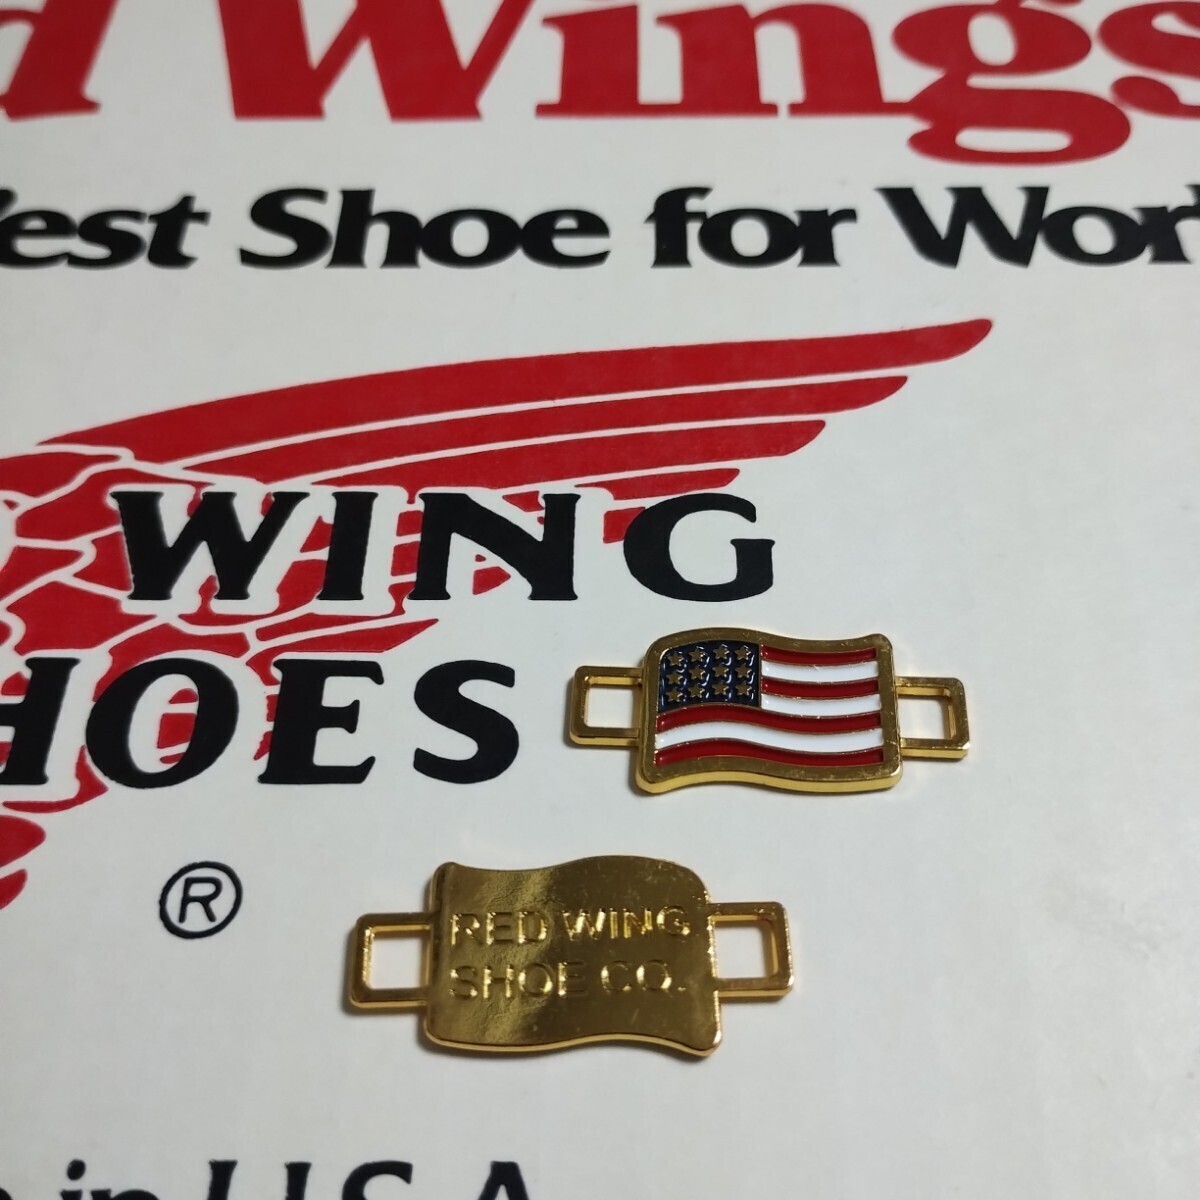 d Wings
est Shoe for Wor
WING
HOES
®
RED WING
SHOE CO.
in U.S.A.